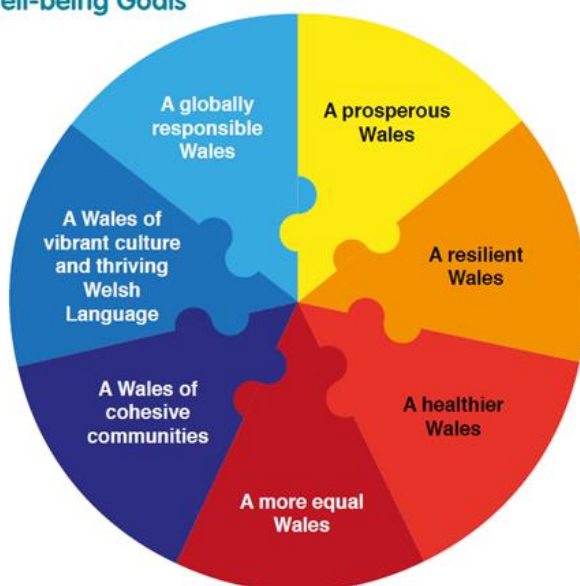 ell-being Goals
A globally
responsible
Wales
A prosperous
Wales
A Wales of
vibrant culture
and thriving
Welsh
Language
A resilient
Wales
A Wales of
cohesive
communities
A healthier
Wales
A more equal
Wales